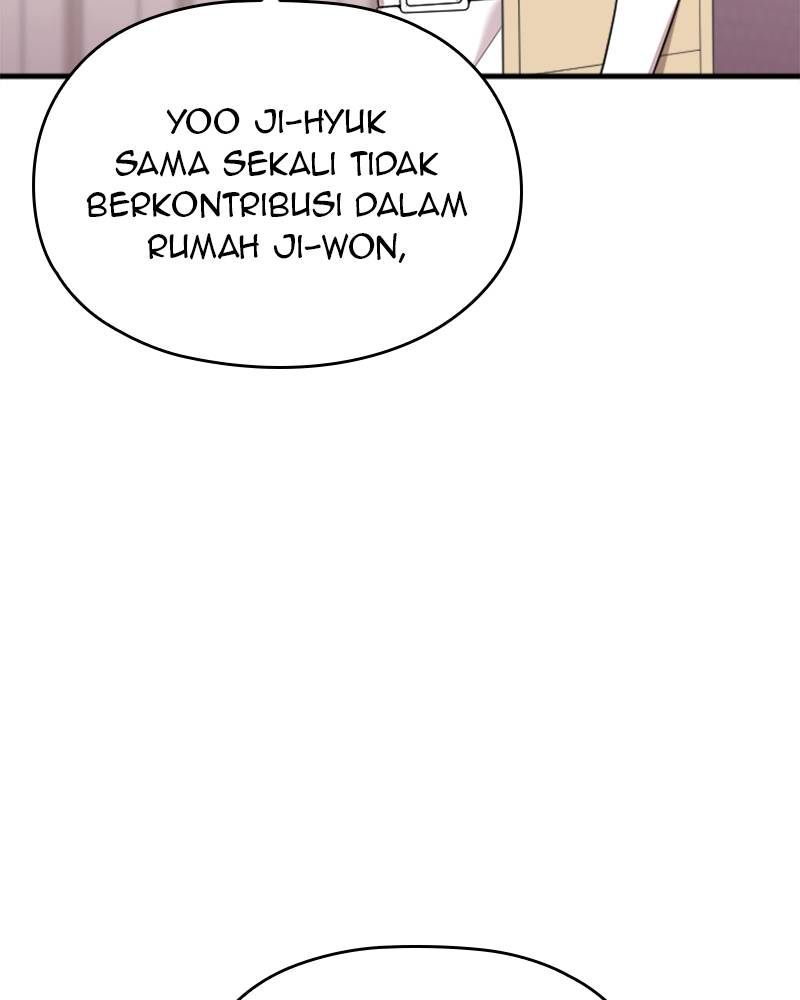 YOO JI-HYUK
SAMA SEKALI TIDAK
BERKONTRIBUSI DALAM
RUMAH JI-WON,